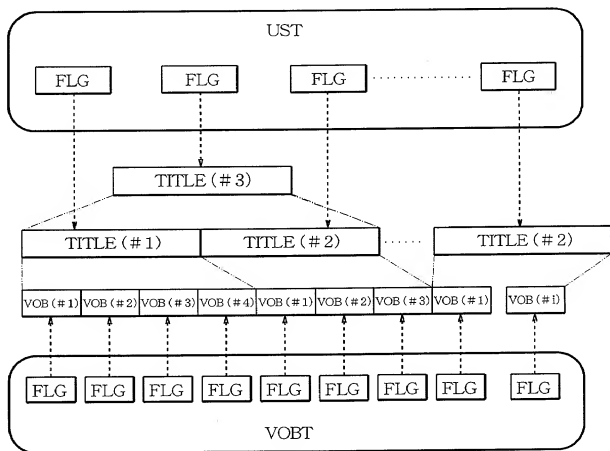 UST
FLG FLG FLG FLG
TITLE (#3)
TITLE (#1) TITLE (#2) TITLE (#2)
VOB (#1) VOB (#2) VOB (#3) VOB (#4) VOB (#1) VOB (#2) VOB (#3) VOB (#1) VOB (#i)
FLG FLG FLG FLG FLG FLG FLG FLG FLG
VOBT